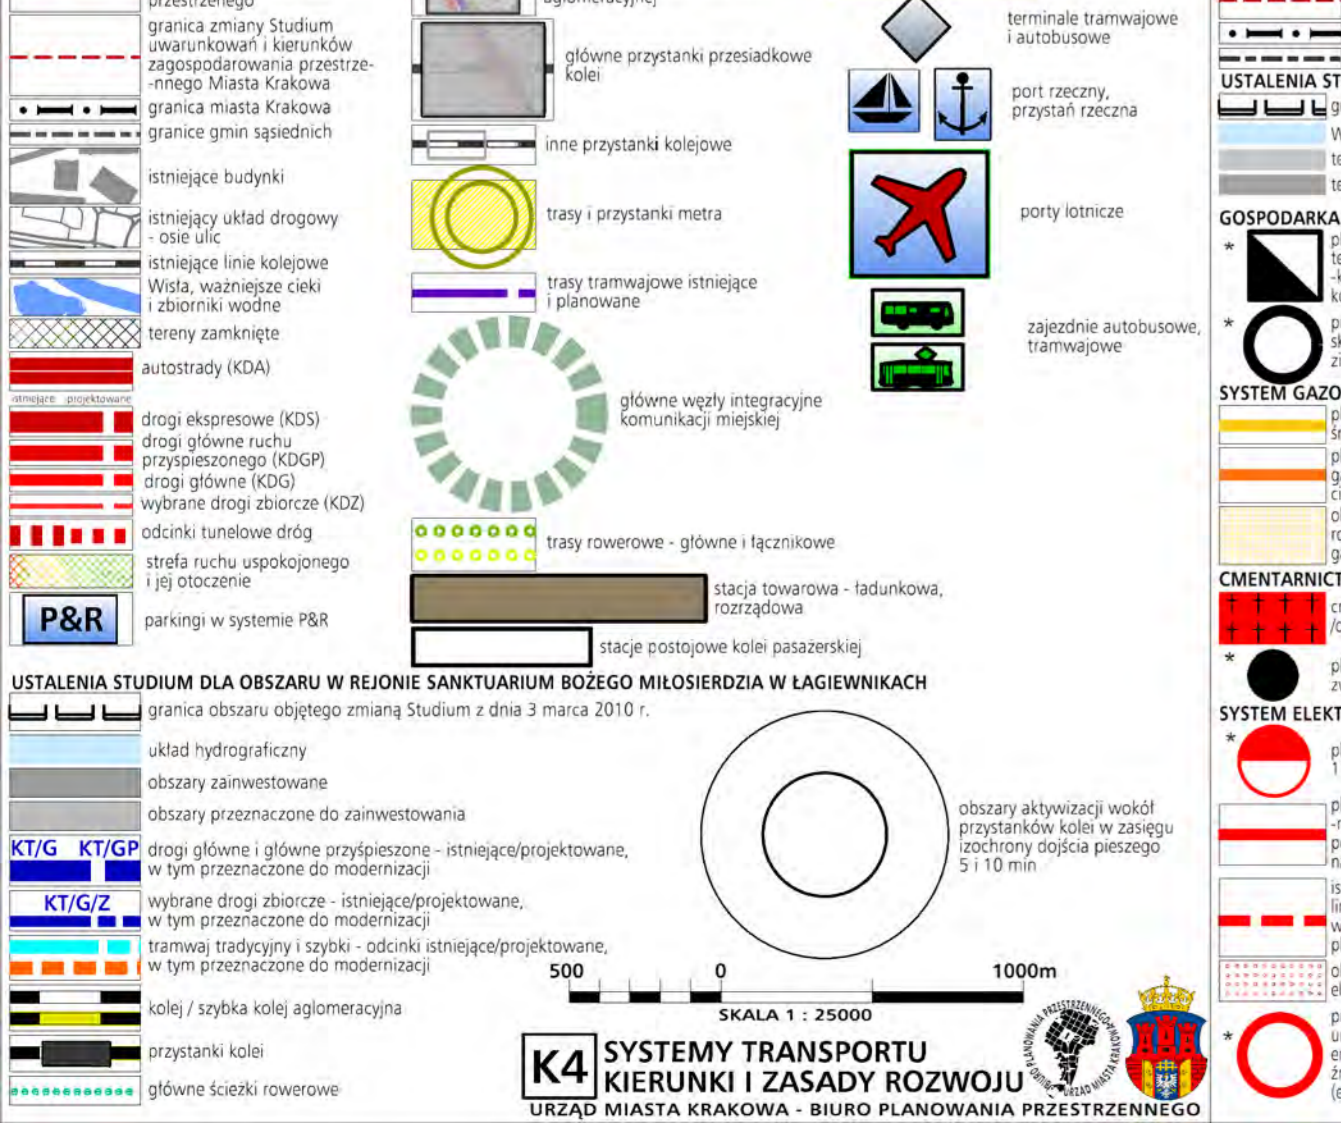 przestrzenego
granica zmiany Studium
uwarunkowań i kierunków
zagospodarowania przestrze-
-nnego Miasta Krakowa
granica miasta Krakowa
granice gmin sąsiednich
istniejące budynki
istniejący układ drogowy
- osie ulic
istniejące linie kolejowe
Wisła, ważniejsze cieki
i zbiorniki wodne
tereny zamknięte
autostrady (KDA)
istniejące projektowane
drogi ekspresowe (KDS)
drogi główne ruchu
przyspieszonego (KDGP)
drogi główne (KDG)
wybrane drogi zbiorcze (KDZ)
odcinki tunelowe dróg
strefa ruchu uspokojonego
i jej otoczenie
P&R
parkingi w systemie P&R
aglomeracyjnej
główne przystanki przesiadkowe
kolei
inne przystanki kolejowe
trasy i przystanki metra
trasy tramwajowe istniejące
i planowane
główne węzły integracyjne
komunikacji miejskiej
trasy rowerowe - główne i łącznikowe
stacja towarowa - ładunkowa,
rozrządowa
stacje postojowe kolei pasażerskiej
terminale tramwajowe
i autobusowe
port rzeczny,
przystań rzeczna
porty lotnicze
zajezdnie autobusowe,
tramwajowe
USTALENIA STUDIUM DLA OBSZARU W REJONIE SANKTUARIUM BOŻEGO MIŁOSIERDZIA W ŁAGIEWNIKACH
granica obszaru objętego zmianą Studium z dnia 3 marca 2010 r.
układ hydrograficzny
obszary zainwestowane
obszary przeznaczone do zainwestowania
KT/G KT/GP
drogi główne i główne przyśpieszone - istniejące/projektowane,
w tym przeznaczone do modernizacji
KT/G/Z
wybrane drogi zbiorcze - istniejące/projektowane,
w tym przeznaczone do modernizacji
tramwaj tradycyjny i szybki - odcinki istniejące/projektowane,
w tym przeznaczone do modernizacji
kolej / szybka kolej aglomeracyjna
przystanki kolei
główne ścieżki rowerowe
obszary aktywizacji wokół
przystanków kolei w zasięgu
izochrony dojścia pieszego
5 i 10 min
500 0 1000m
SKALA 1 : 25000
K4
SYSTEMY TRANSPORTU
KIERUNKI I ZASADY ROZWOJU
BIURO PLANOWANIA PRZESTRZENNEGO
URZĄD MIASTA KRAKOWA
URZĄD MIASTA KRAKOWA - BIURO PLANOWANIA PRZESTRZENNEGO
USTALENIA ST
GOSPODARKA
*
*
SYSTEM GAZO
CMENTARNICT
*
SYSTEM ELEKT
*
*